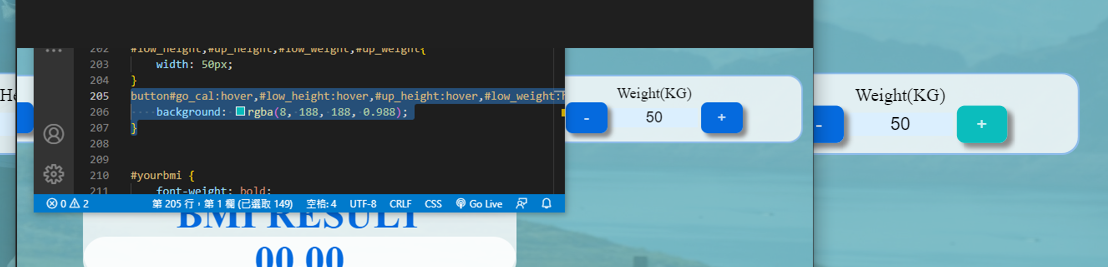 202 #low_height,#up_height,#low_weight,#up_weight{
203 width: 50px;
204 }
205 button#go_cal:hover,#low_height:hover,#up_height:hover,#low_weight:h
206 background: rgba(8, 188, 188, 0.988);
207 }
208
209
210 #yourbmi {
211 font-weight: bold;
⊗ 0 ⚠ 2 第 205 行，第 1 欄 (已選取 149) 空格: 4 UTF-8 CRLF CSS Go Live
He
Weight(KG)
- 50 +
Weight(KG)
- 50 +
BMI RESULT
00.00